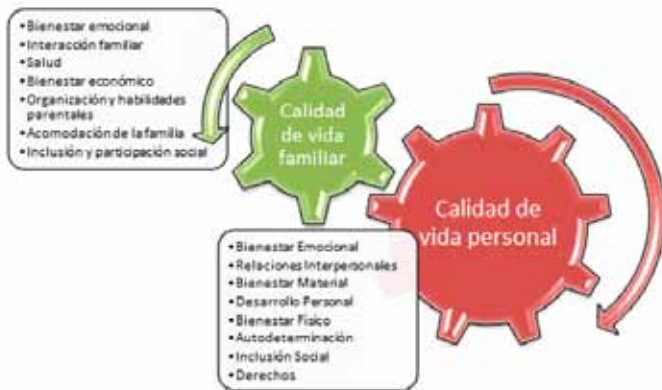 • Bienestar emocional
• Interacción familiar
• Salud
• Bienestar económico
• Organización y habilidades
parentales
• Acomodación de la familia
• Inclusión y participación social
Calidad
de vida
familiar
Calidad de
vida personal
• Bienestar Emocional
• Relaciones Interpersonales
• Bienestar Material
• Desarrollo Personal
• Bienestar Físico
• Autodeterminación
• Inclusión Social
• Derechos